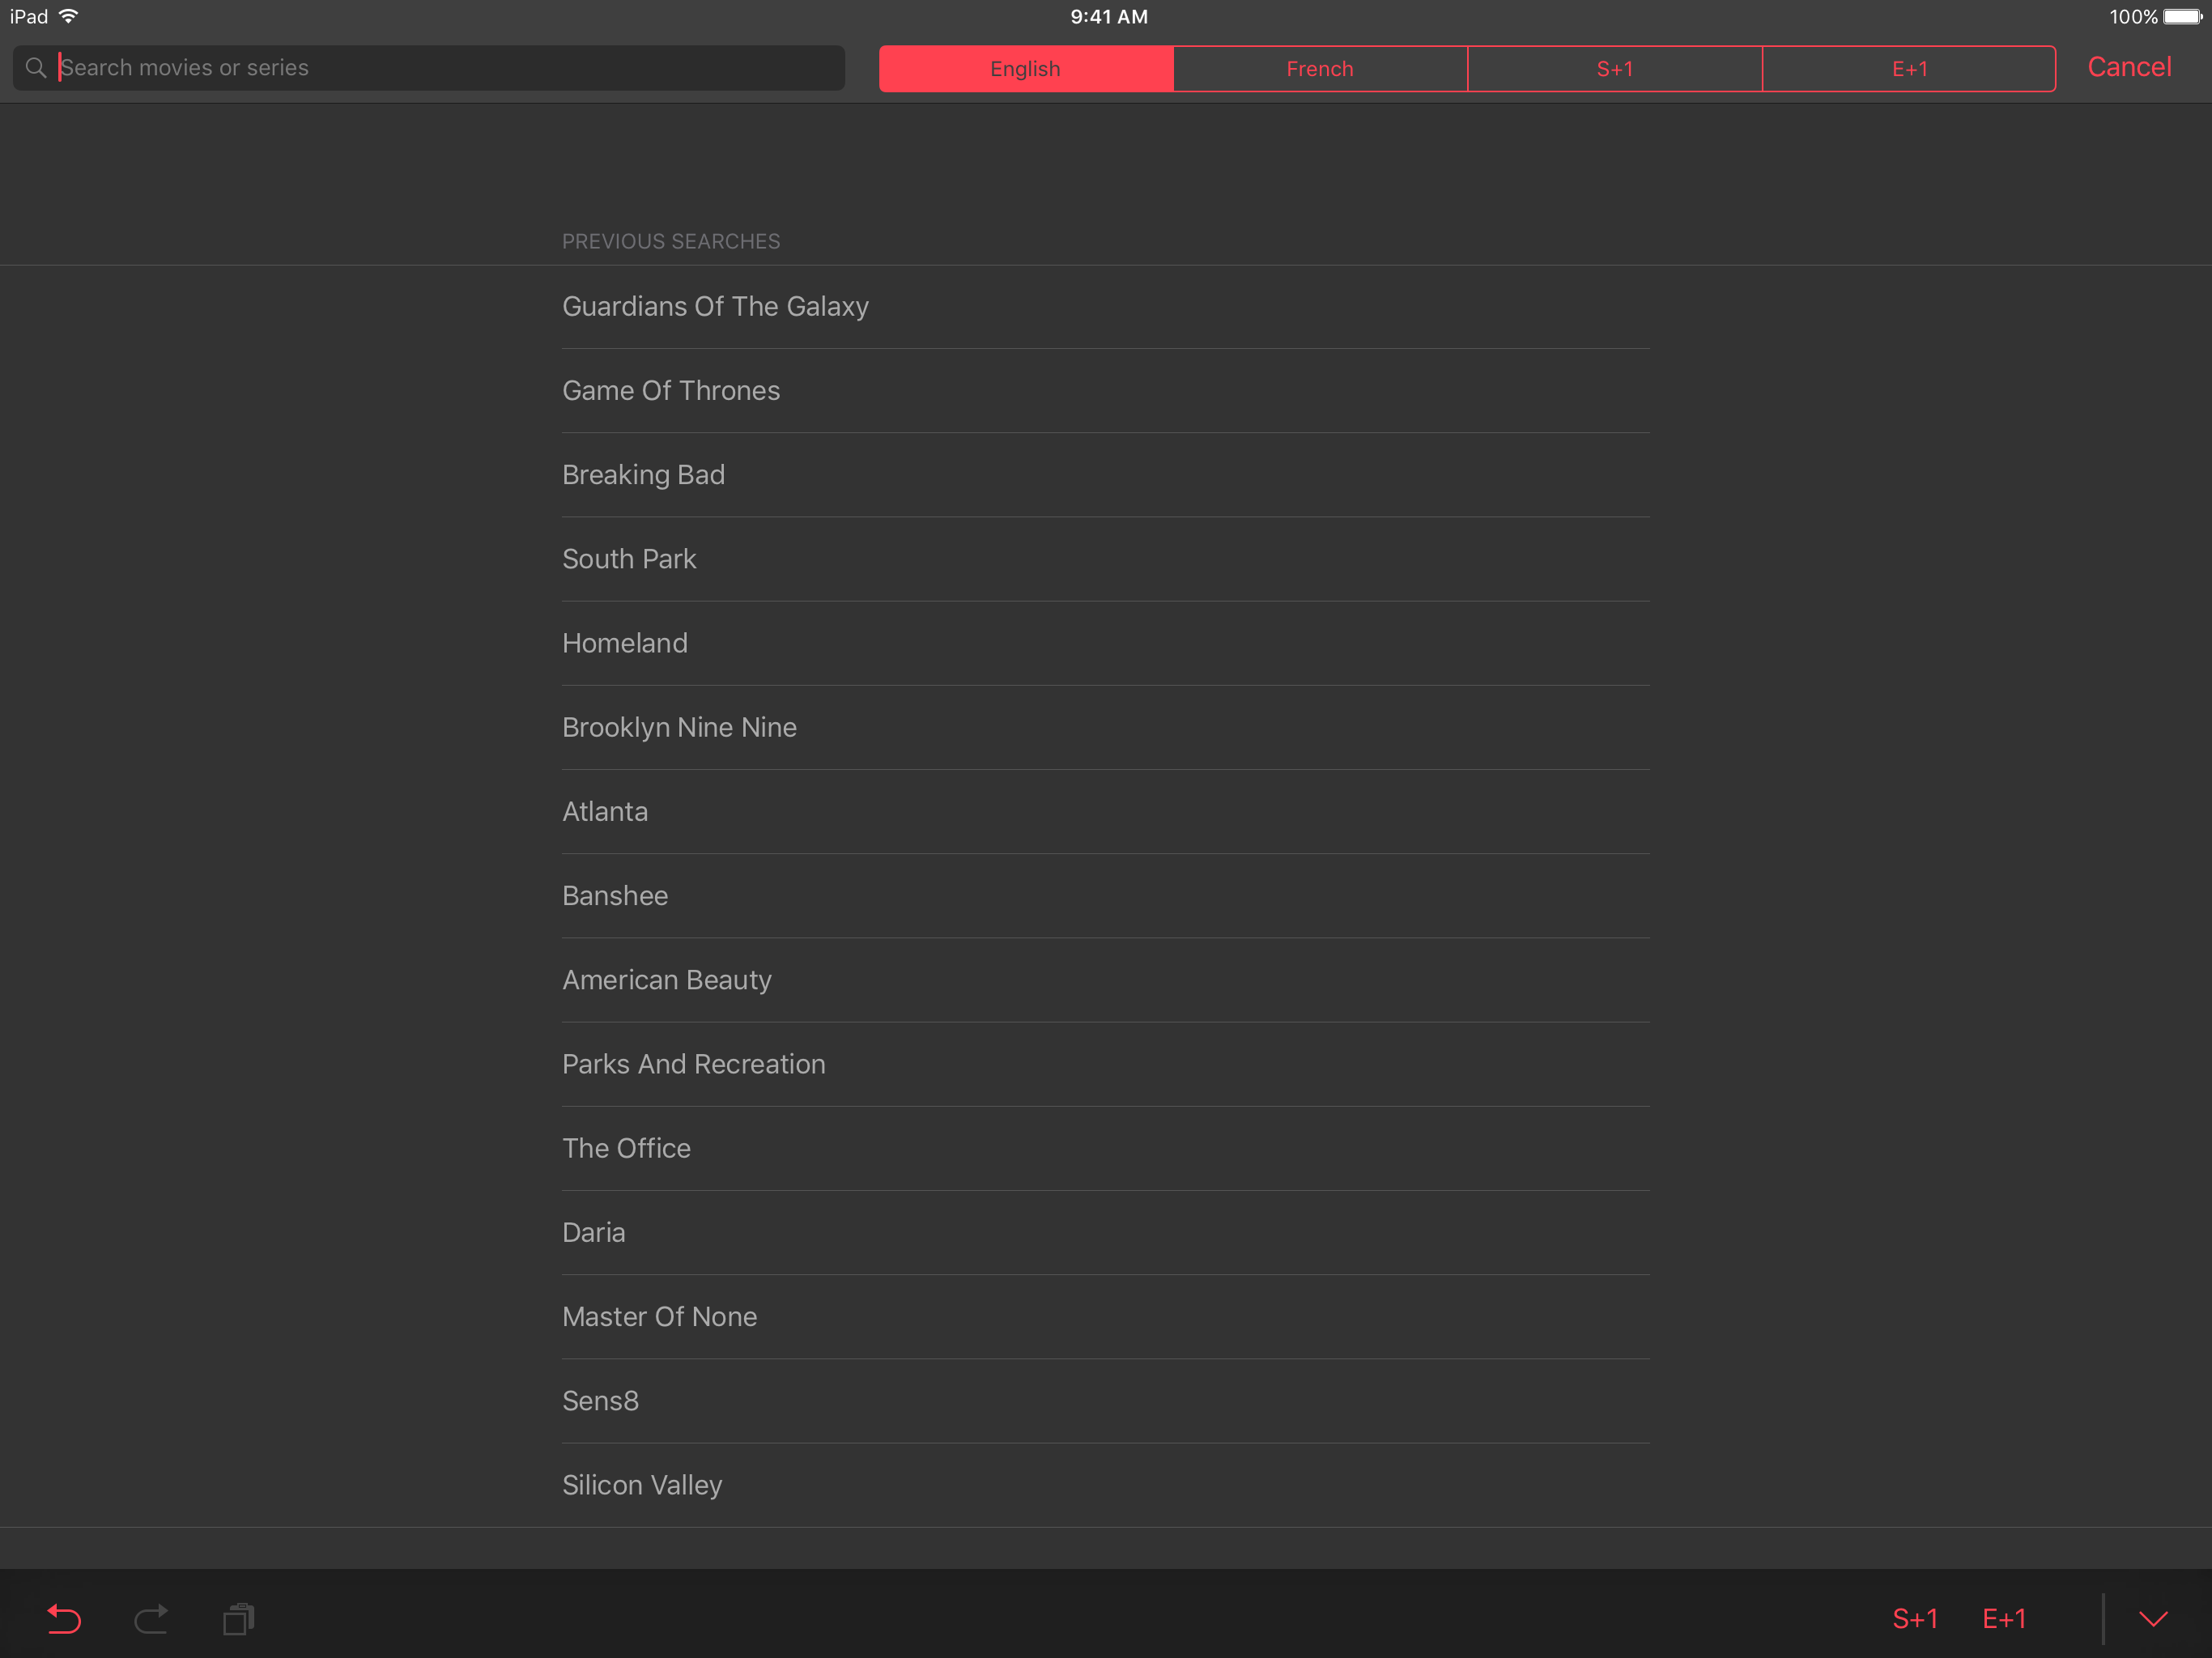 iPad 9:41 AM 100%
Search movies or series English French S+1 E+1 Cancel
PREVIOUS SEARCHES
Guardians Of The Galaxy
Game Of Thrones
Breaking Bad
South Park
Homeland
Brooklyn Nine Nine
Atlanta
Banshee
American Beauty
Parks And Recreation
The Office
Daria
Master Of None
Sens8
Silicon Valley
S+1 E+1